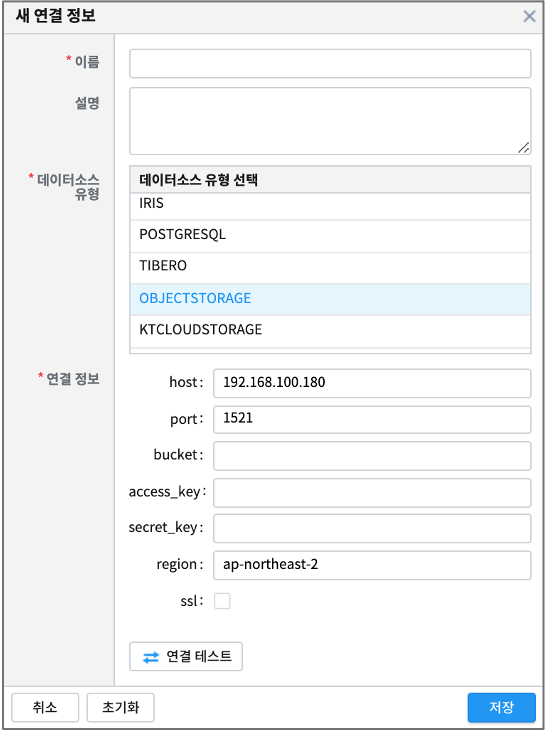 새 연결 정보
* 이름
설명
* 데이터소스
유형
데이터소스 유형 선택
IRIS
POSTGRESQL
TIBERO
OBJECTSTORAGE
KTCLOUDSTORAGE
* 연결 정보
host : 192.168.100.180
port : 1521
bucket :
access_key :
secret_key :
region : ap-northeast-2
ssl :
연결 테스트
취소 초기화 저장